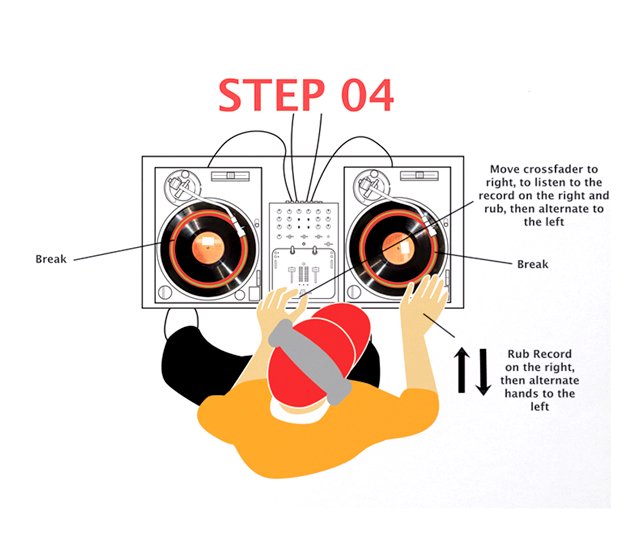 STEP 04
Move crossfader to
right, to listen to the
record on the right and
rub, then alternate to
the left
Break
Break
Rub Record
on the right,
then alternate
hands to the
left